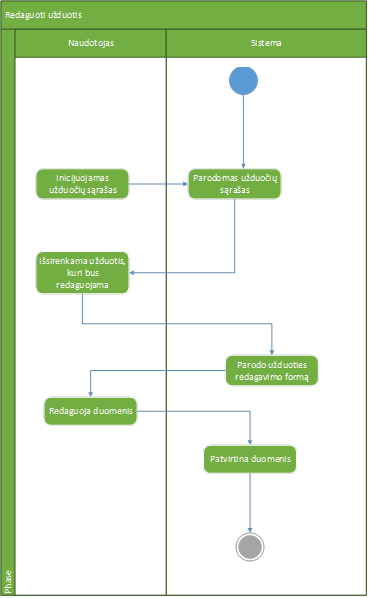 Redaguoti užduotis
Naudotojas
Sistema
Inicijuojamas
užduočių sąrašas
Parodomas užduočių
sąrašas
Išsirenkama užduotis,
kuri bus
redaguojama
Parodo užduoties
redagavimo formą
Redaguoja duomenis
Patvirtina duomenis
Phase